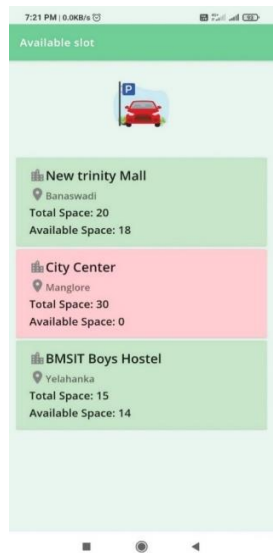 7:21 PM | 0.0KB/s
Available slot
P
New trinity Mall
Banaswadi
Total Space: 20
Available Space: 18
City Center
Manglore
Total Space: 30
Available Space: 0
BMSIT Boys Hostel
Yelahanka
Total Space: 15
Available Space: 14